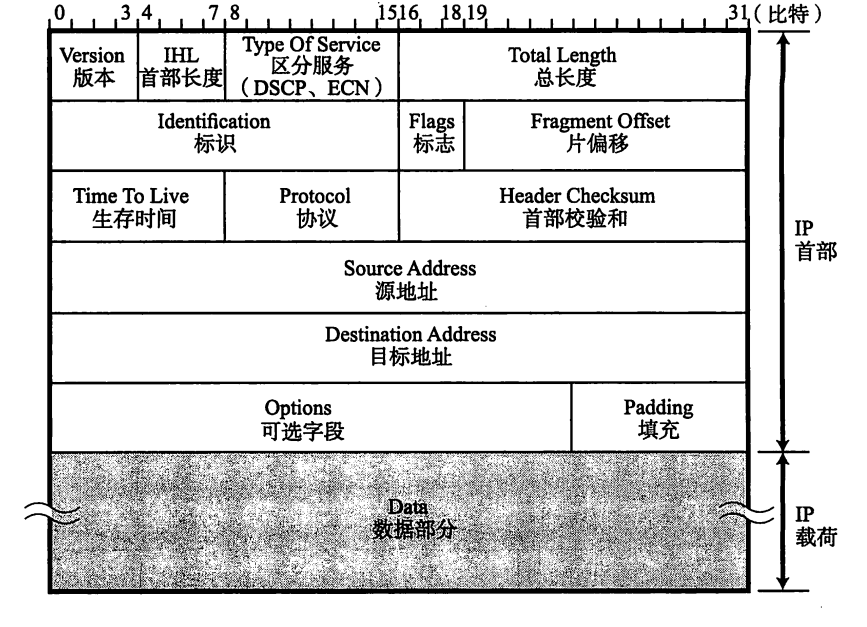 0 3 4 7 8 15 16 18 19 31 (比特)
Version
版本
IHL
首部长度
Type Of Service
区分服务
(DSCP、ECN)
Total Length
总长度
Identification
标识
Flags
标志
Fragment Offset
片偏移
Time To Live
生存时间
Protocol
协议
Header Checksum
首部校验和
IP
首部
Source Address
源地址
Destination Address
目标地址
Options
可选字段
Padding
填充
Data
数据部分
IP
载荷